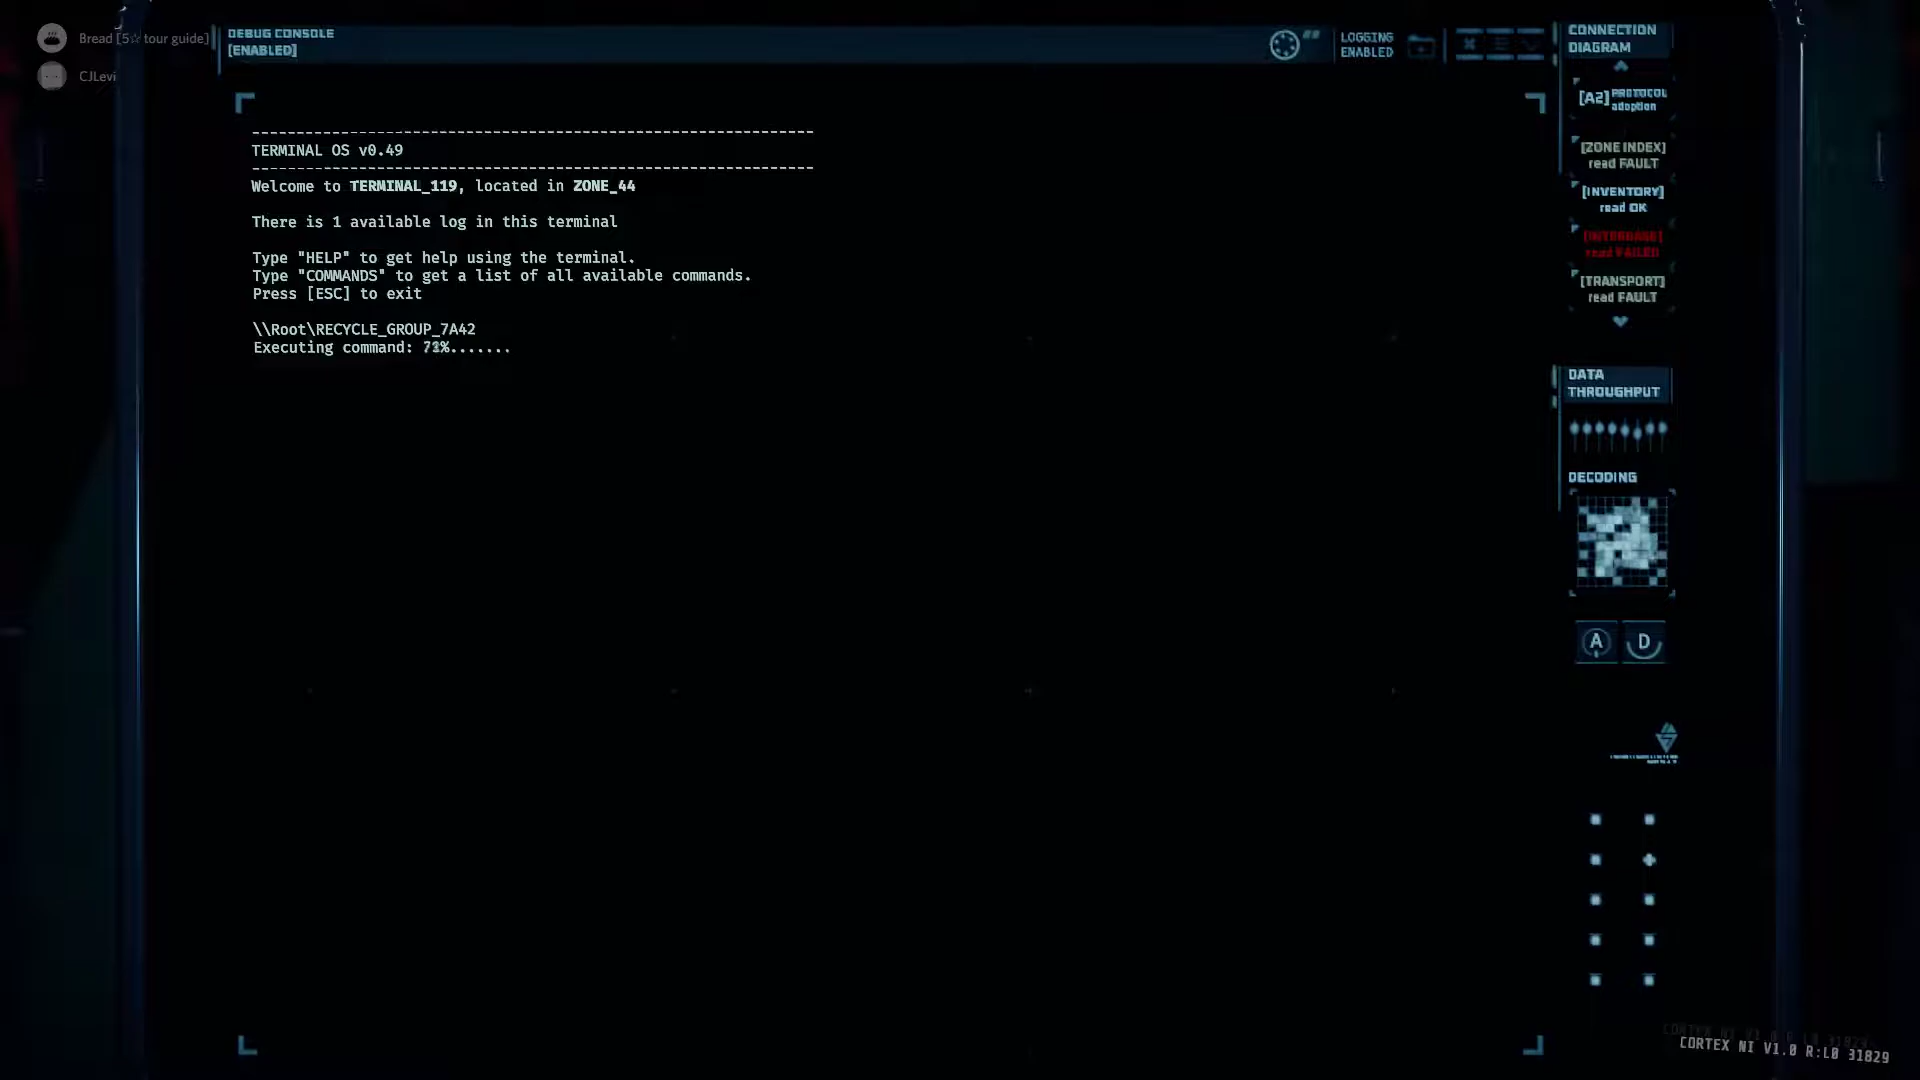 Bread [5☆ tour guide]
CJLevi
DEBUG CONSOLE
[ENABLED]
LOGGING
ENABLED
---------------------------------------------------------------
TERMINAL OS v0.49
---------------------------------------------------------------
Welcome to TERMINAL_119, located in ZONE_44
There is 1 available log in this terminal
Type "HELP" to get help using the terminal.
Type "COMMANDS" to get a list of all available commands.
Press [ESC] to exit
\\Root\RECYCLE_GROUP_7A42
Executing command:
CONNECTION
DIAGRAM
[A2] PROTOCOL
adoption
[ZONE INDEX]
read FAULT
[INVENTORY]
read OK
[INTERBASE]
read FAILED
[TRANSPORT]
read FAULT
DATA
THROUGHPUT
DECODING
A D
CORTEX NI V1.0 R:L0 31829